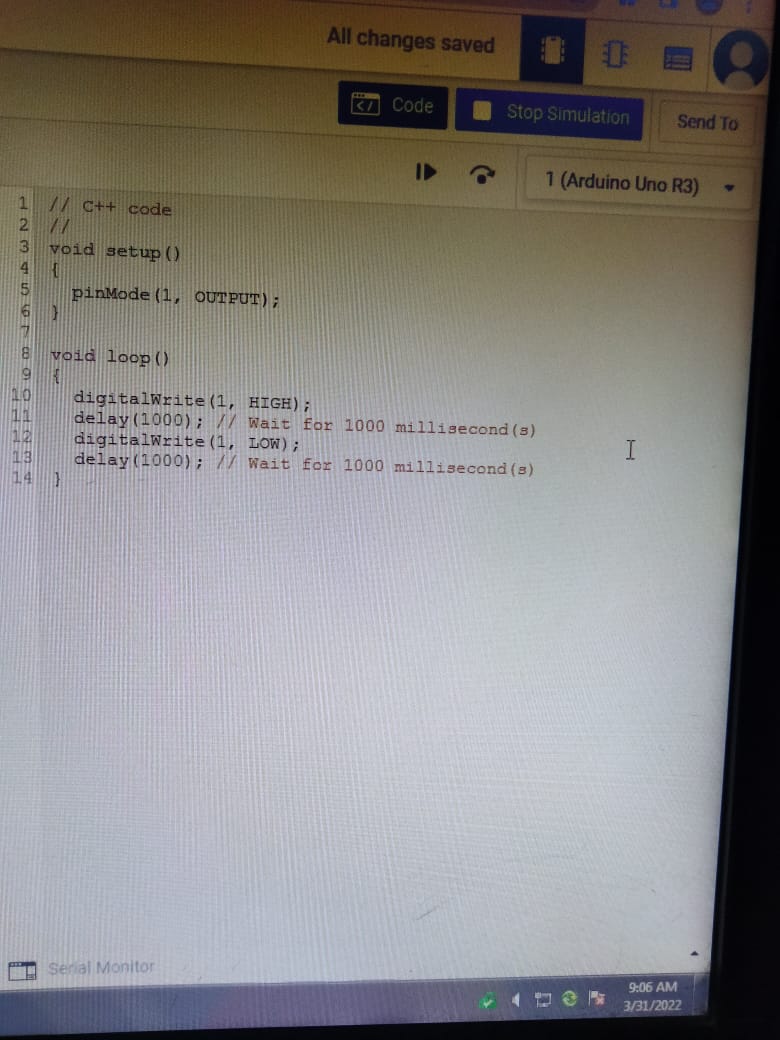 All changes saved
Code
Stop Simulation
Send To
1 (Arduino Uno R3)
1 // C++ code
2 //
3 void setup()
4 {
5 pinMode(1, OUTPUT);
6 }
7
8 void loop()
9 {
10 digitalWrite(1, HIGH);
11 delay(1000); // Wait for 1000 millisecond(s)
12 digitalWrite(1, LOW);
13 delay(1000); // Wait for 1000 millisecond(s)
14 }
Serial Monitor
9:06 AM
3/31/2022